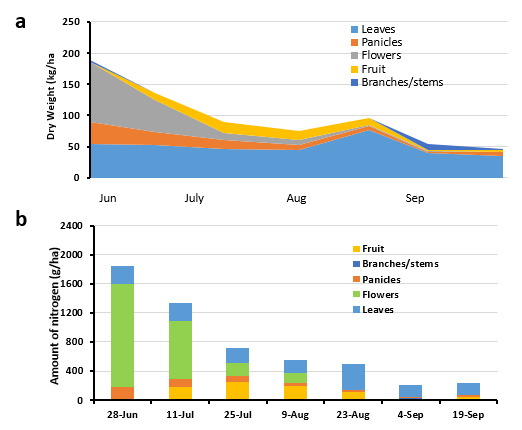 a
Dry Weight (kg/ha
250
200
150
100
50
0
Leaves
Panicles
Flowers
Fruit
Branches/stems
Jun July Aug Sep
b
Amount of nitrogen (g/ha)
2400
2000
1600
1200
800
400
0
Fruit
Branches/stems
Panicles
Flowers
Leaves
28-Jun 11-Jul 25-Jul 9-Aug 23-Aug 4-Sep 19-Sep